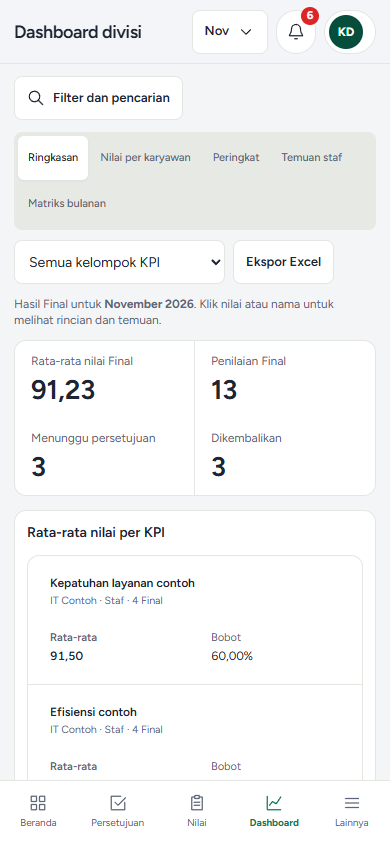 Dashboard divisi
Nov
6
KD
Filter dan pencarian
Ringkasan
Nilai per karyawan
Peringkat
Temuan staf
Matriks bulanan
Semua kelompok KPI
Ekspor Excel
Hasil Final untuk November 2026. Klik nilai atau nama untuk
melihat rincian dan temuan.
Rata-rata nilai Final
Penilaian Final
91,23
13
Menunggu persetujuan
Dikembalikan
3
3
Rata-rata nilai per KPI
Kepatuhan layanan contoh
IT Contoh · Staf · 4 Final
Rata-rata
Bobot
91,50
60,00%
Efisiensi contoh
IT Contoh · Staf · 4 Final
Rata-rata
Bobot
Beranda
Persetujuan
Nilai
Dashboard
Lainnya